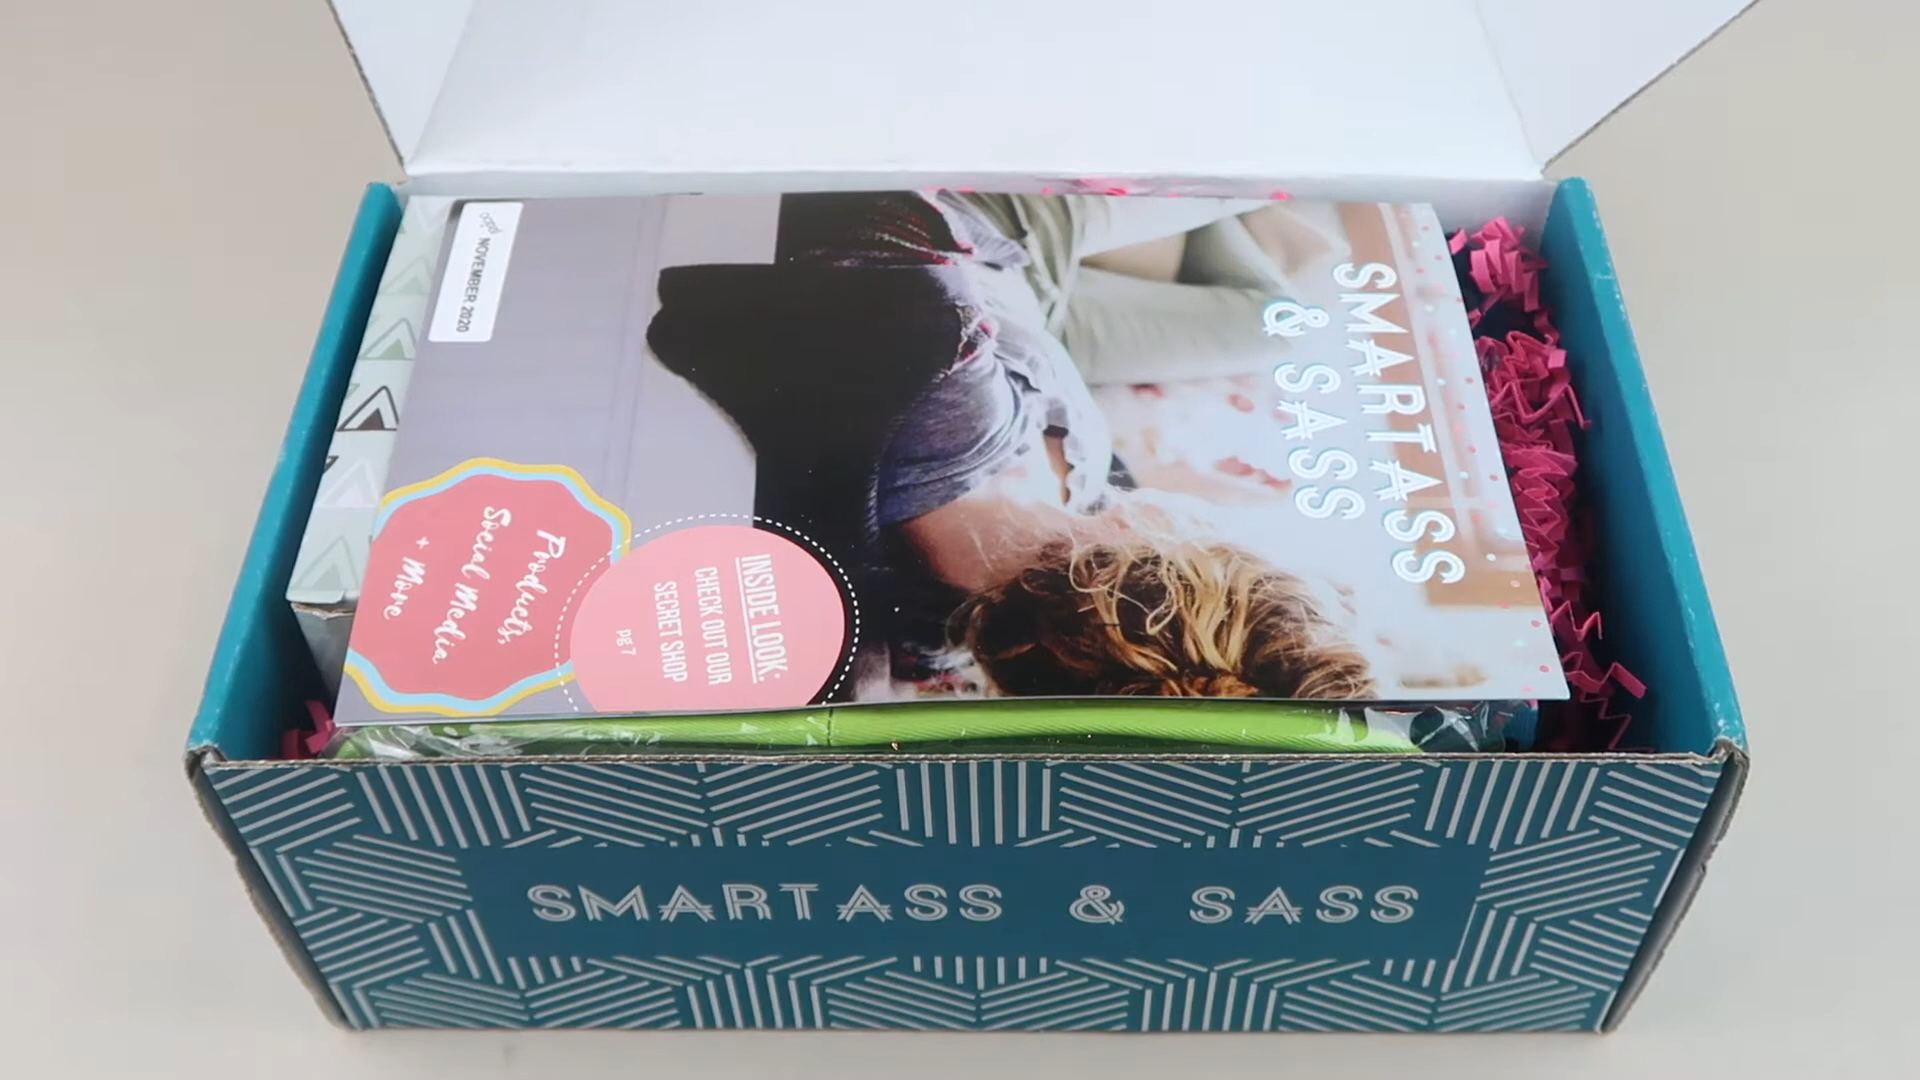 SMARTASS
& SASS
NOVEMBER 2020
INSIDE LOOK:
CHECK OUT OUR
SECRET SHOP
pg 7
Products,
Social Media
+ More
SMARTASS & SASS